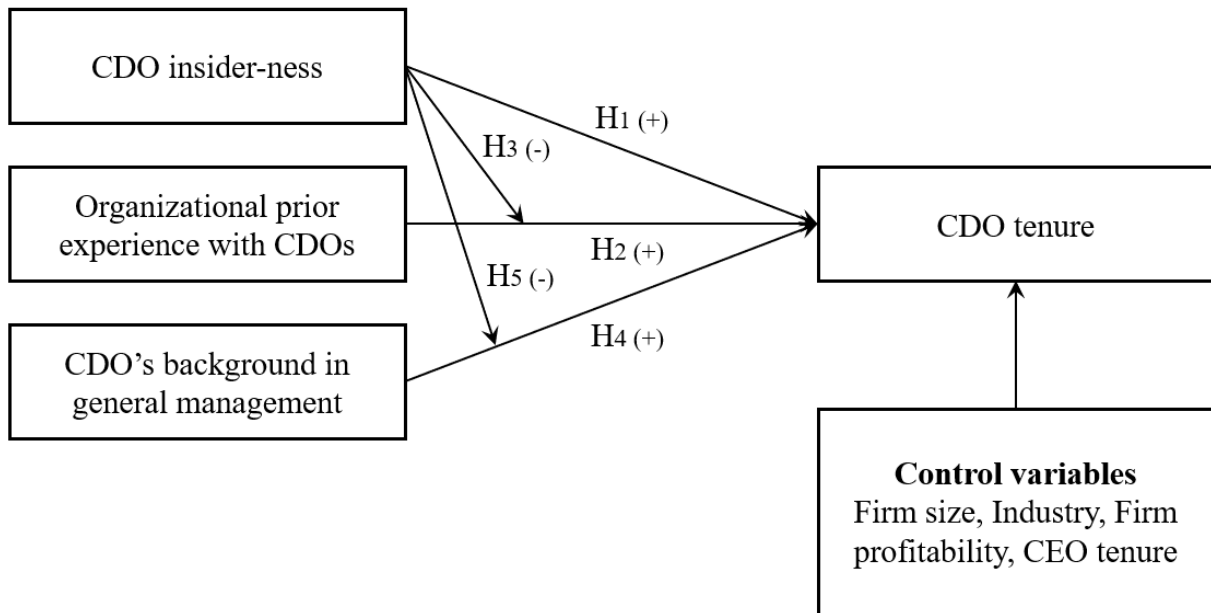 CDO insider-ness
H1 (+)
H3 (-)
Organizational prior
experience with CDOs
CDO tenure
H2 (+)
H5 (-)
H4 (+)
CDO’s background in
general management
Control variables
Firm size, Industry, Firm
profitability, CEO tenure